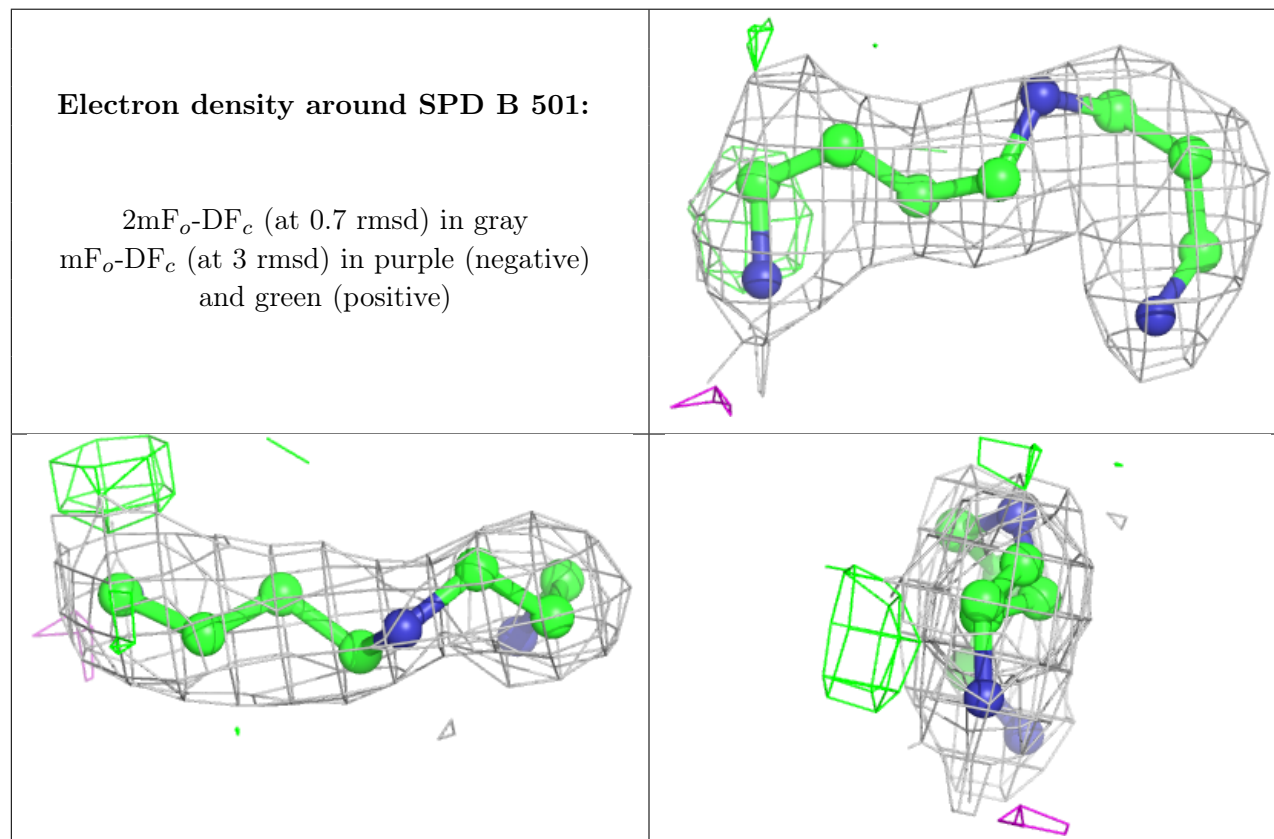 Electron density around SPD B 501:
2mFₒ-DF𝒸 (at 0.7 rmsd) in gray
mFₒ-DF𝒸 (at 3 rmsd) in purple (negative)
and green (positive)